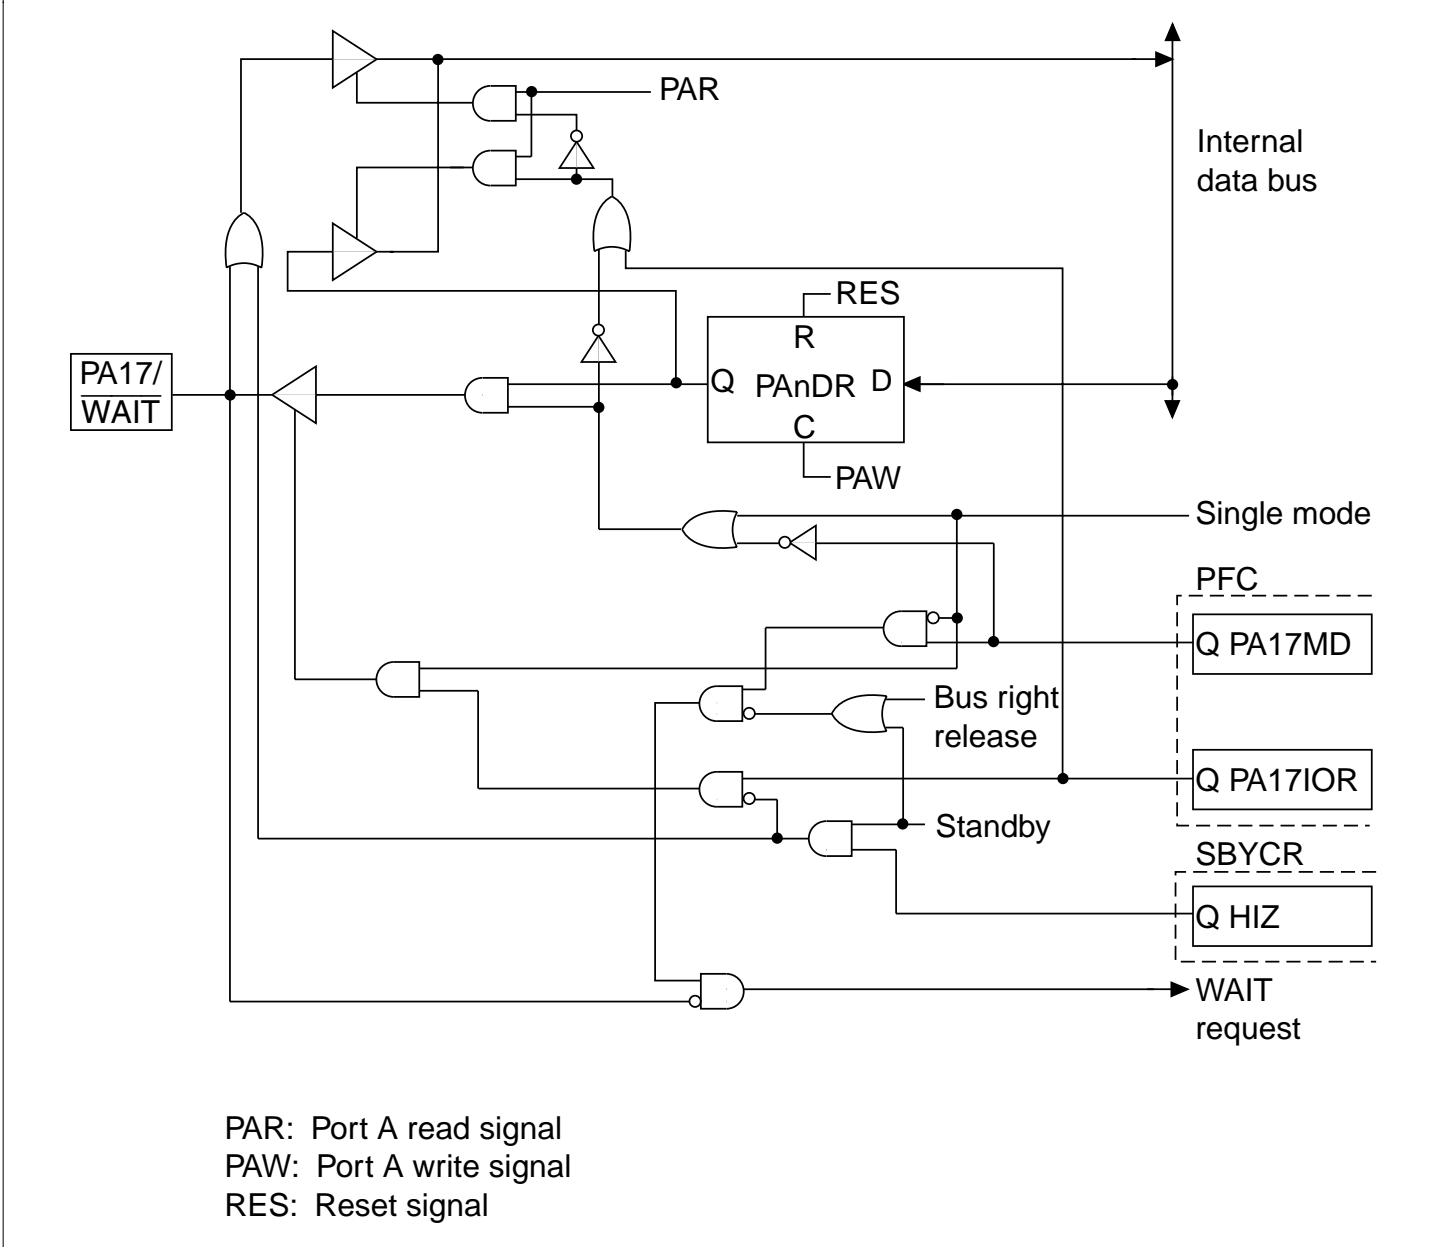 PAR
Internal
data bus
RES
R
PA17/
WAIT
Q PAnDR D
C
PAW
Single mode
PFC
Q PA17MD
Bus right
release
Q PA17IOR
Standby
SBYCR
Q HIZ
WAIT
request
PAR: Port A read signal
PAW: Port A write signal
RES: Reset signal